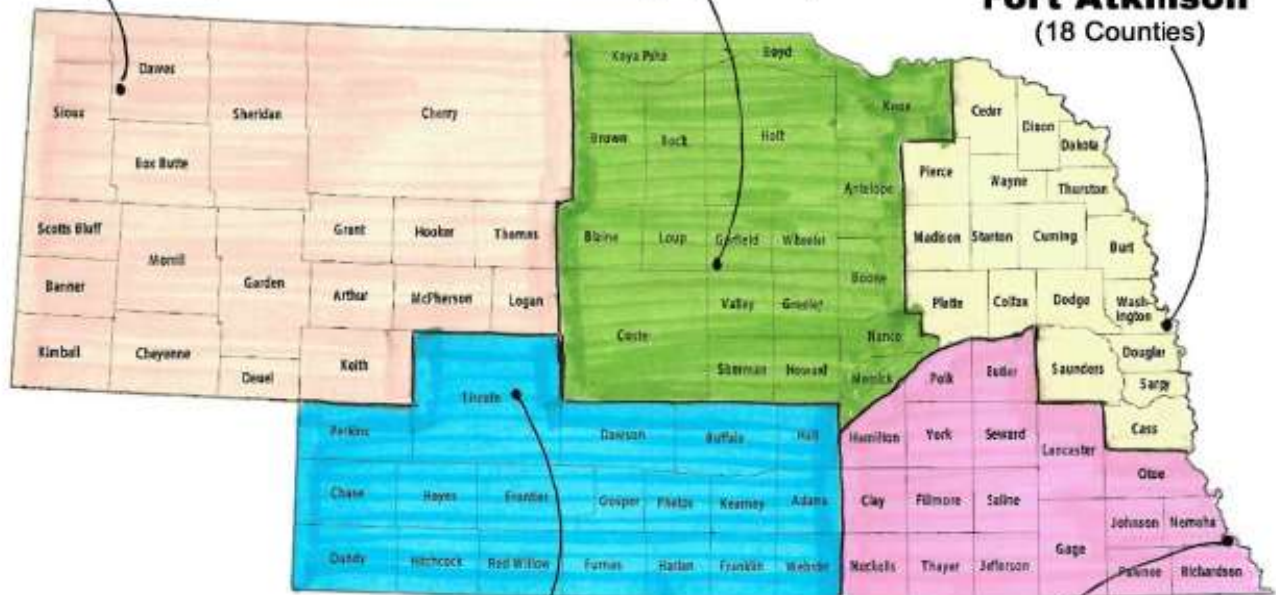 Fort Atkinson
(18 Counties)
Dawes
Sioux
Sheridan
Cherry
Box Butte
Scotts Bluff
Morrill
Grant
Hooker
Thomas
Banner
Garden
Arthur
McPherson
Logan
Kimball
Cheyenne
Deuel
Keith
Keya Paha
Boyd
Brown
Rock
Holt
Knox
Antelope
Blaine
Loup
Garfield
Wheeler
Boone
Custer
Valley
Greeley
Nance
Sherman
Howard
Merrick
Cedar
Dixon
Dakota
Pierce
Wayne
Thurston
Madison
Stanton
Cuming
Burt
Platte
Colfax
Dodge
Wash-
ington
Douglas
Saunders
Sarpy
Cass
Lincoln
Perkins
Dawson
Buffalo
Hall
Chase
Hayes
Frontier
Gosper
Phelps
Kearney
Adams
Dundy
Hitchcock
Red Willow
Furnas
Harlan
Franklin
Webster
Polk
Butler
Hamilton
York
Seward
Lancaster
Otoe
Clay
Fillmore
Saline
Johnson
Nemaha
Gage
Nuckolls
Thayer
Jefferson
Pawnee
Richardson